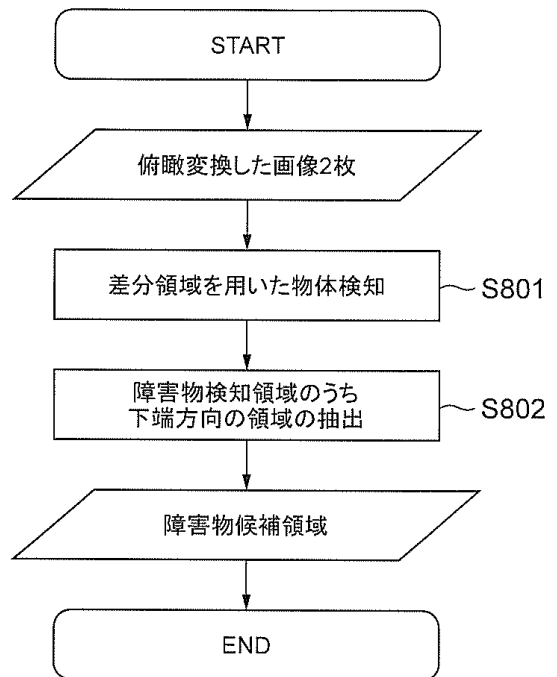 START
俯瞰変換した画像2枚
差分領域を用いた物体検知
S801
障害物検知領域のうち
下端方向の領域の抽出
S802
障害物候補領域
END